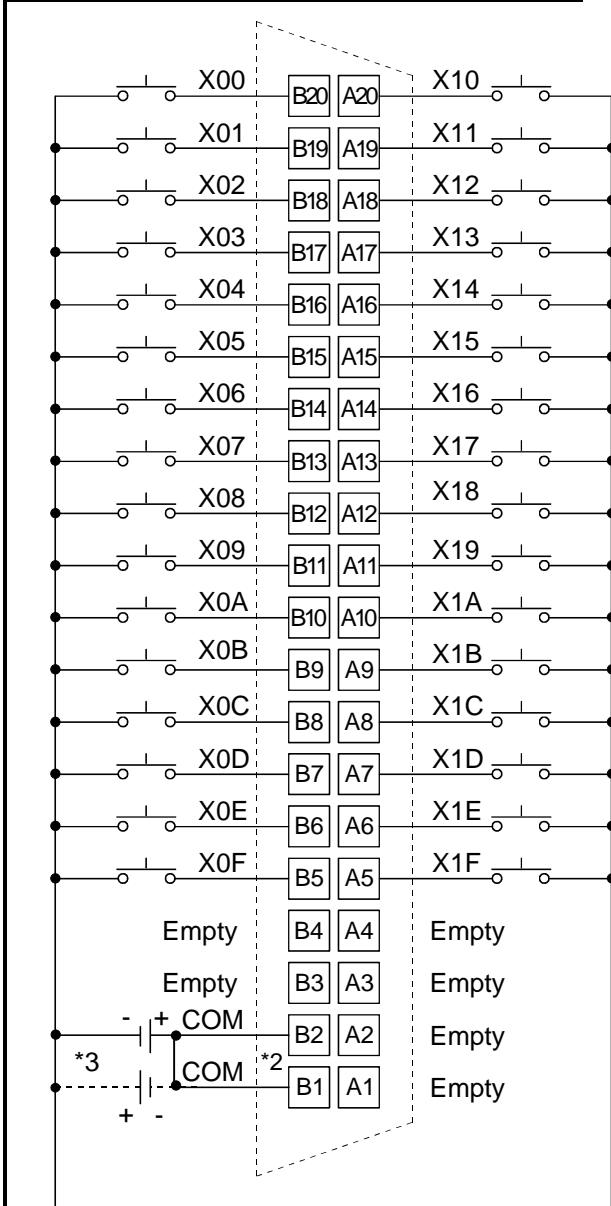 X00 B20 A20 X10
X01 B19 A19 X11
X02 B18 A18 X12
X03 B17 A17 X13
X04 B16 A16 X14
X05 B15 A15 X15
X06 B14 A14 X16
X07 B13 A13 X17
X08 B12 A12 X18
X09 B11 A11 X19
X0A B10 A10 X1A
X0B B9 A9 X1B
X0C B8 A8 X1C
X0D B7 A7 X1D
X0E B6 A6 X1E
X0F B5 A5 X1F
Empty B4 A4 Empty
Empty B3 A3 Empty
- + COM B2 A2 Empty
*3 COM *2 B1 A1 Empty
+ -